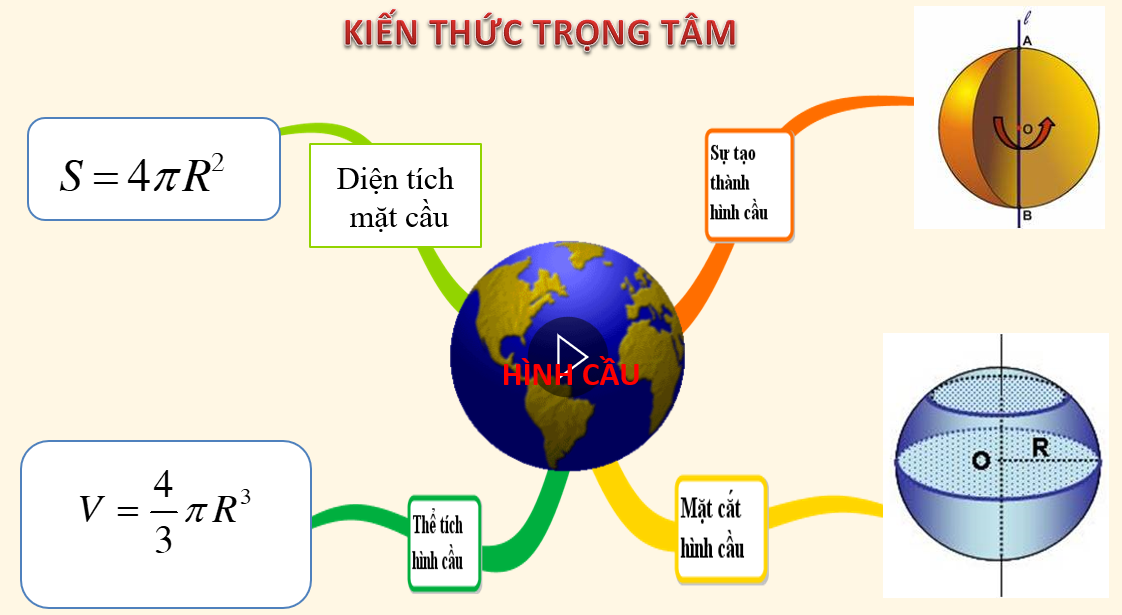 KIẾN THỨC TRỌNG TÂM
S = 4πR²
Diện tích
mặt cầu
Sự tạo
thành
hình cầu
l
A
O
B
HÌNH CẦU
V = 4/3 πR³
Thể tích
hình cầu
Mặt cắt
hình cầu
O R